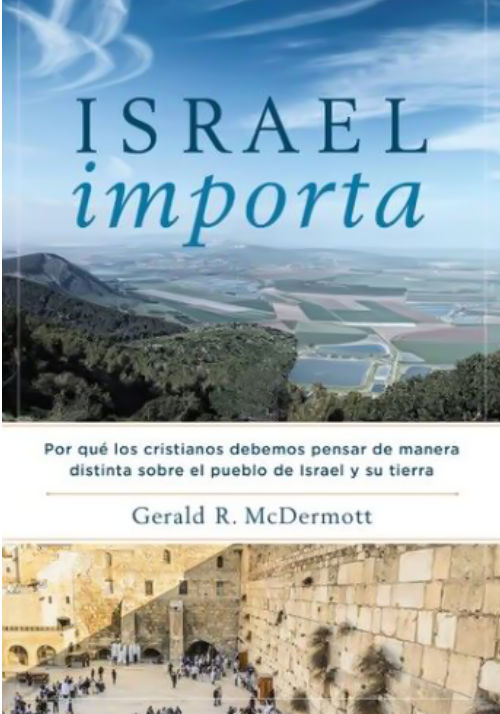 ISRAEL
importa
Por qué los cristianos debemos pensar de manera
distinta sobre el pueblo de Israel y su tierra
Gerald R. McDermott